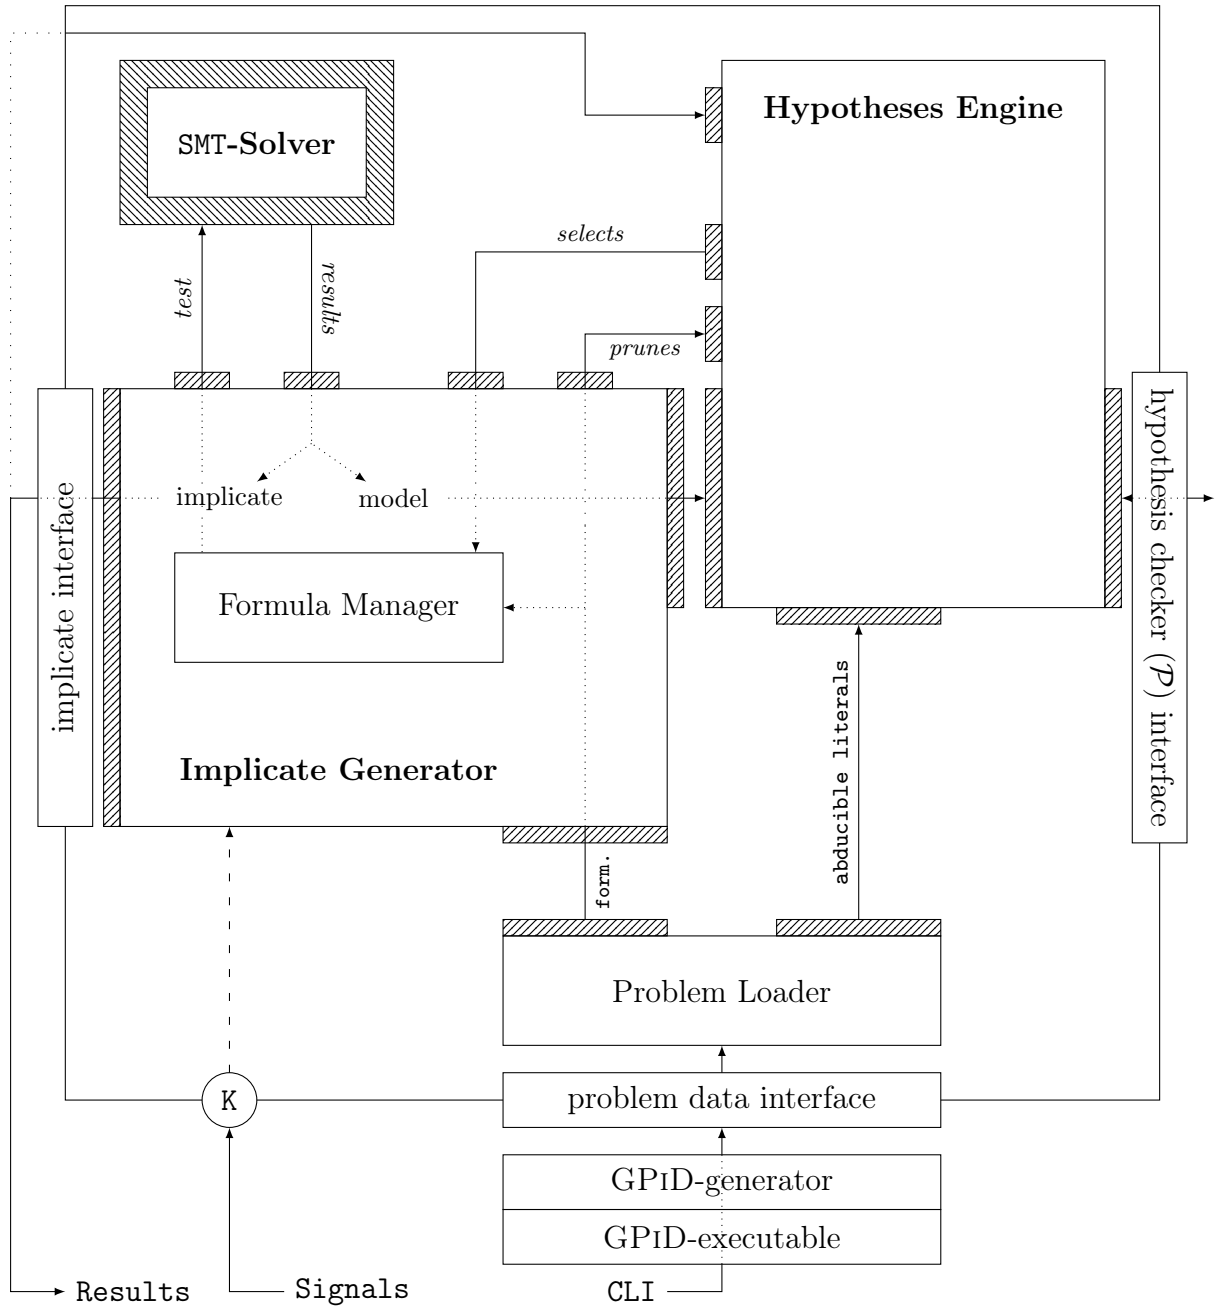 Hypotheses Engine
SMT-Solver
selects
test
results
prunes
implicate
model
implicate interface
hypothesis checker (𝒫) interface
Formula Manager
Implicate Generator
abducible literals
form.
Problem Loader
K
problem data interface
GPiD-generator
GPiD-executable
Results
Signals
CLI